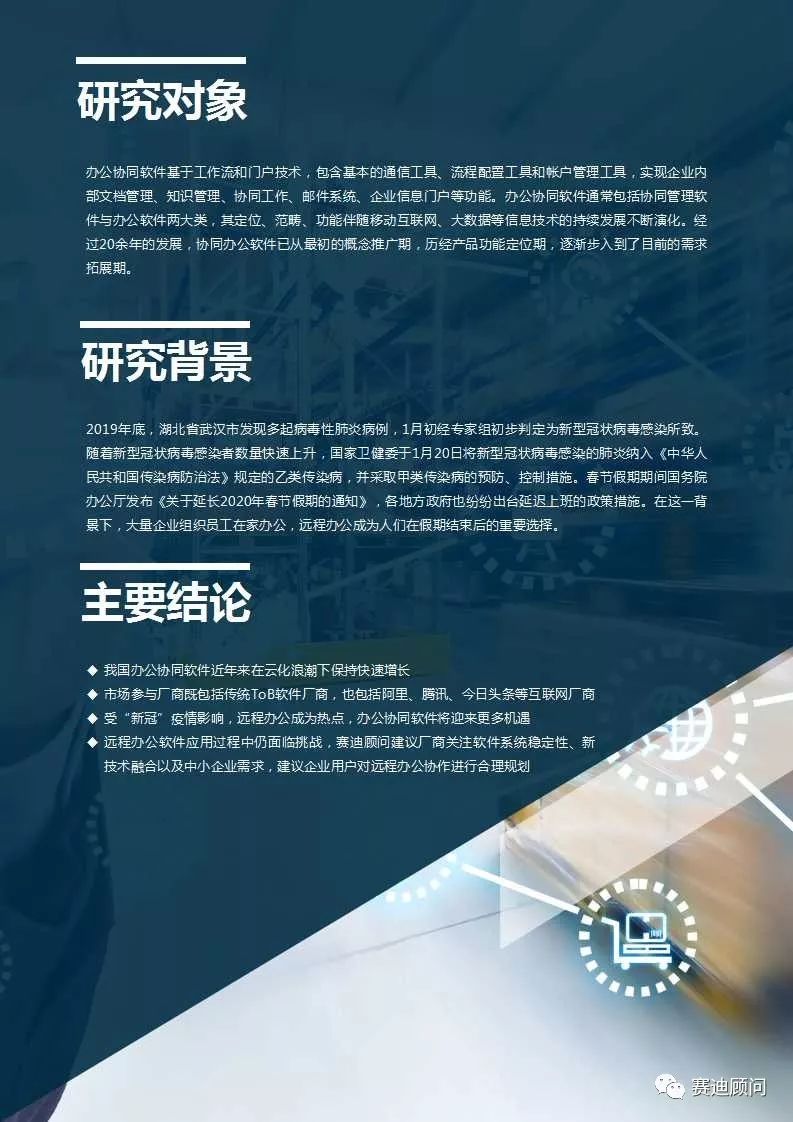 研究对象
办公协同软件基于工作流和门户技术，包含基本的通信工具、流程配置工具和帐户管理工具，实现企业内
部文档管理、知识管理、协同工作、邮件系统、企业信息门户等功能。办公协同软件通常包括协同管理软
件与办公软件两大类，其定位、范畴、功能伴随移动互联网、大数据等信息技术的持续发展不断演化。经
过20余年的发展，协同办公软件已从最初的概念推广期，历经产品功能定位期，逐渐步入到了目前的需求
拓展期。
研究背景
2019年底，湖北省武汉市发现多起病毒性肺炎病例，1月初经专家组初步判定为新型冠状病毒感染所致。
随着新型冠状病毒感染者数量快速上升，国家卫健委于1月20日将新型冠状病毒感染的肺炎纳入《中华人
民共和国传染病防治法》规定的乙类传染病，并采取甲类传染病的预防、控制措施。春节假期期间国务院
办公厅发布《关于延长2020年春节假期的通知》，各地方政府也纷纷出台延迟上班的政策措施。在这一背
景下，大量企业组织员工在家办公，远程办公成为人们在假期结束后的重要选择。
主要结论
◆ 我国办公协同软件近年来在云化浪潮下保持快速增长
◆ 市场参与厂商既包括传统ToB软件厂商，也包括阿里、腾讯、今日头条等互联网厂商
◆ 受“新冠”疫情影响，远程办公成为热点，办公协同软件将迎来更多机遇
◆ 远程办公软件应用过程中仍面临挑战，赛迪顾问建议厂商关注软件系统稳定性、新
技术融合以及中小企业需求，建议企业用户对远程办公协作进行合理规划
赛迪顾问